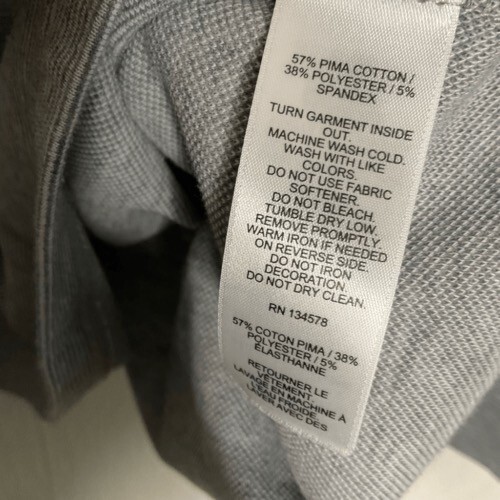 57% PIMA COTTON /
38% POLYESTER / 5%
SPANDEX
TURN GARMENT INSIDE
OUT.
MACHINE WASH COLD.
WASH WITH LIKE
COLORS.
DO NOT USE FABRIC
SOFTENER.
DO NOT BLEACH.
TUMBLE DRY LOW.
REMOVE PROMPTLY.
WARM IRON IF NEEDED
ON REVERSE SIDE.
DO NOT IRON
DECORATION.
DO NOT DRY CLEAN.
RN 134578
57% COTON PIMA / 38%
POLYESTER / 5%
ÉLASTHANNE
RETOURNER LE
VÊTEMENT.
LAVAGE EN MACHINE À
L'EAU FROIDE.
LAVER AVEC DES